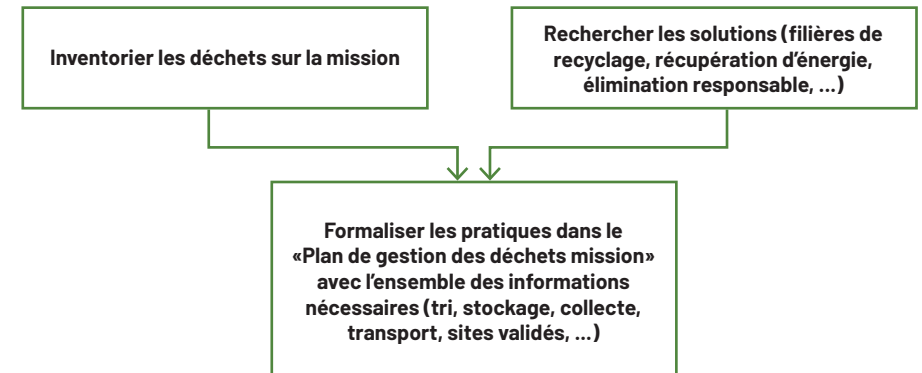 Inventorier les déchets sur la mission
Rechercher les solutions (filières de
recyclage, récupération d’énergie,
élimination responsable, ...)
Formaliser les pratiques dans le
«Plan de gestion des déchets mission»
avec l’ensemble des informations
nécessaires (tri, stockage, collecte,
transport, sites validés, ...)